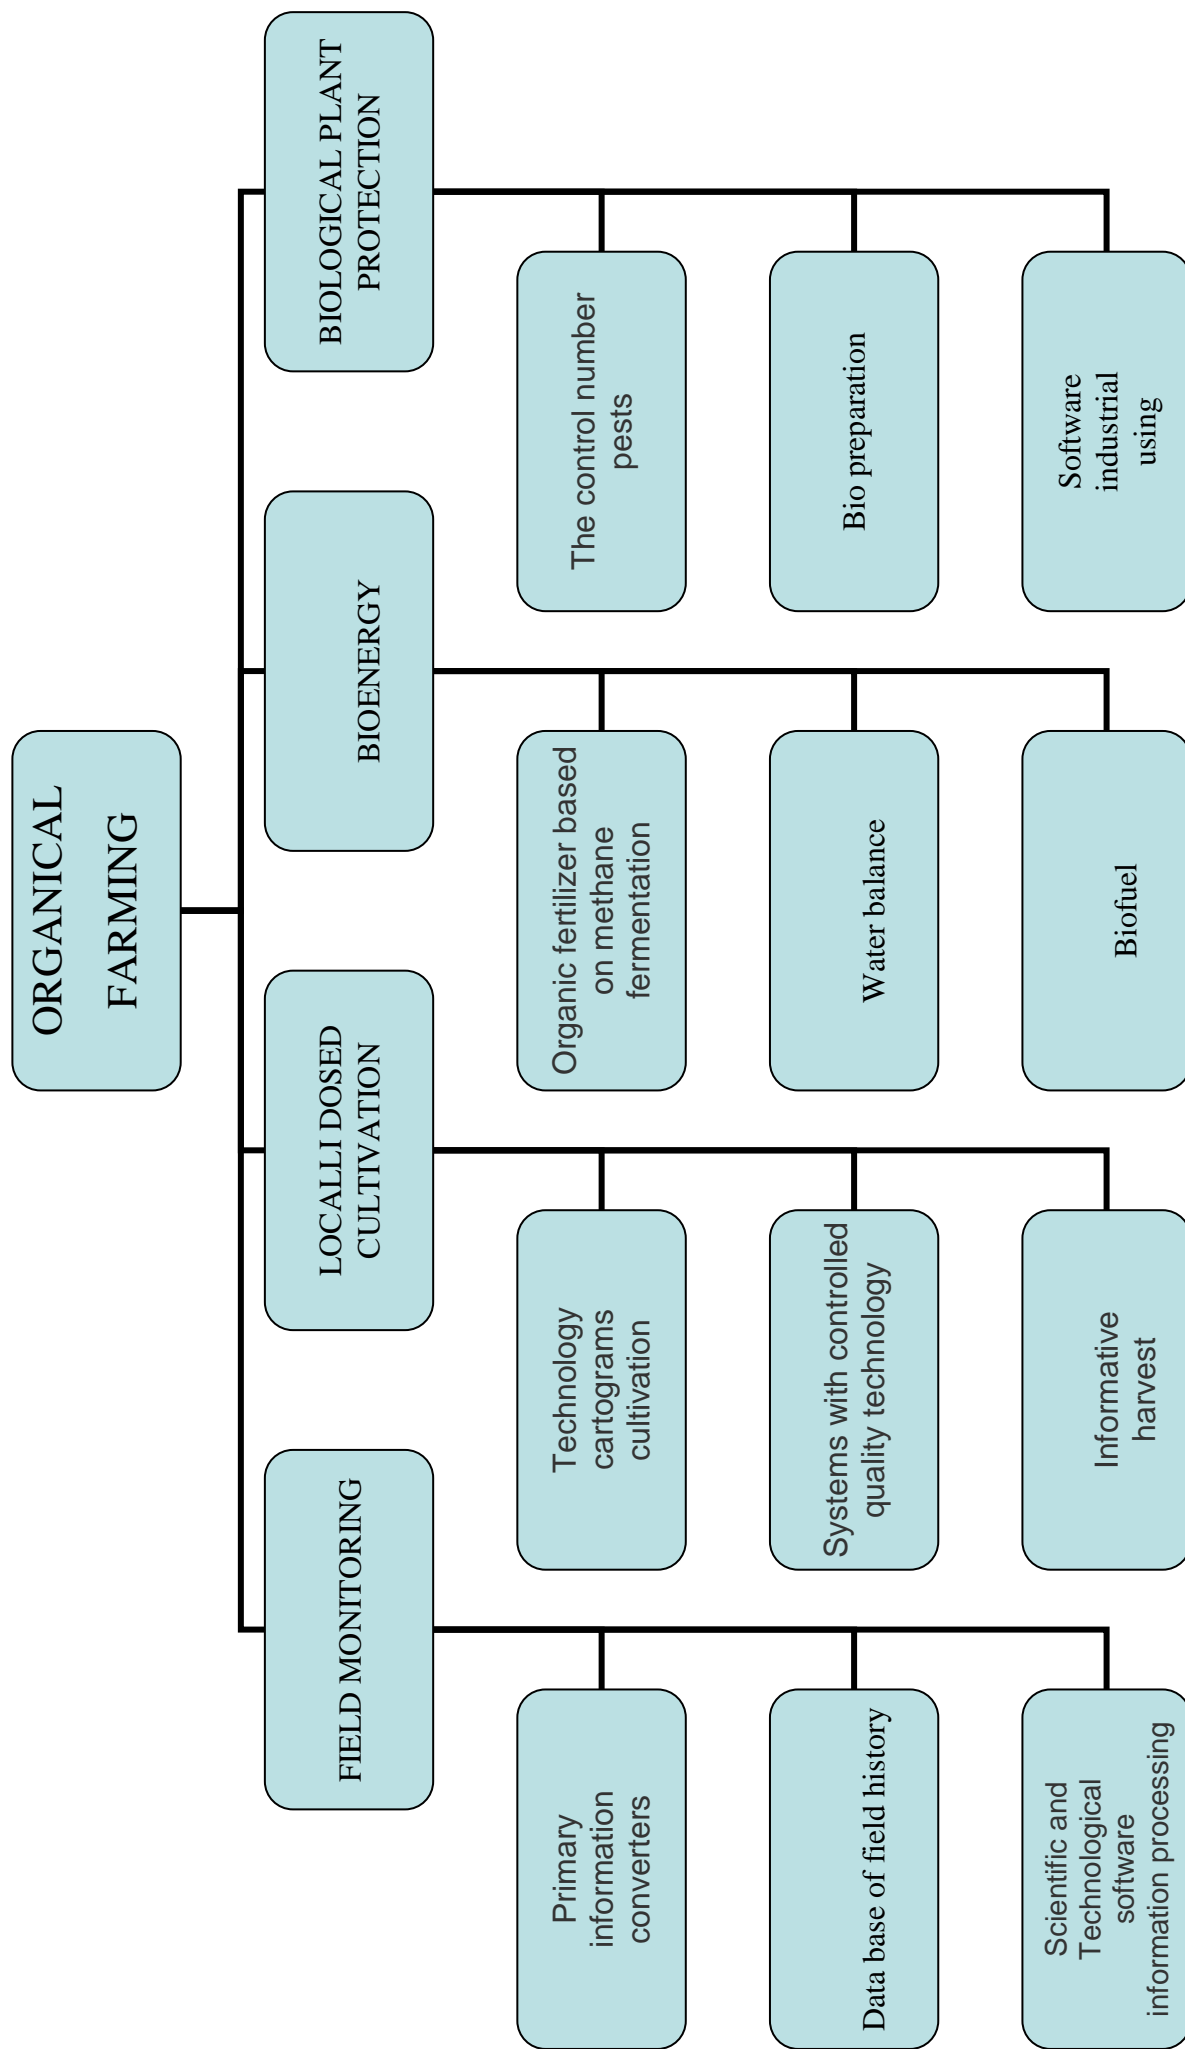 ORGANICAL
FARMING
FIELD MONITORING
LOCALLI DOSED
CULTIVATION
BIOENERGY
BIOLOGICAL PLANT
PROTECTION
Primary
information
converters
Technology
cartograms
cultivation
Organic fertilizer based
on methane
fermentation
The control number
pests
Data base of field history
Systems with controlled
quality technology
Water balance
Bio preparation
Scientific and
Technological
software
information processing
Informative
harvest
Biofuel
Software
industrial
using